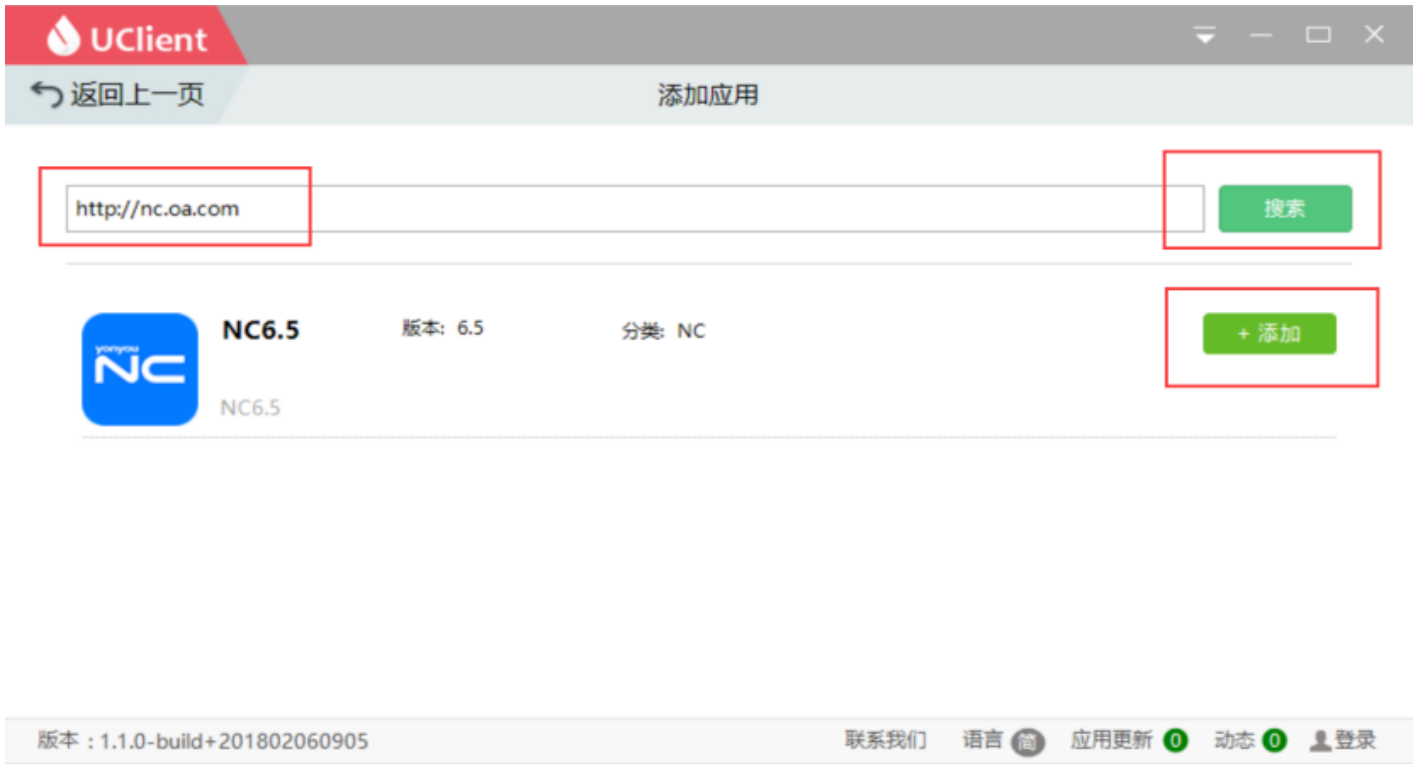 UClient
返回上一页 添加应用
http://nc.oa.com 搜索
NC6.5 版本: 6.5 分类: NC + 添加
yonyou
NC
NC6.5
版本 : 1.1.0-build+201802060905 联系我们 语言 简 应用更新 0 动态 0 登录